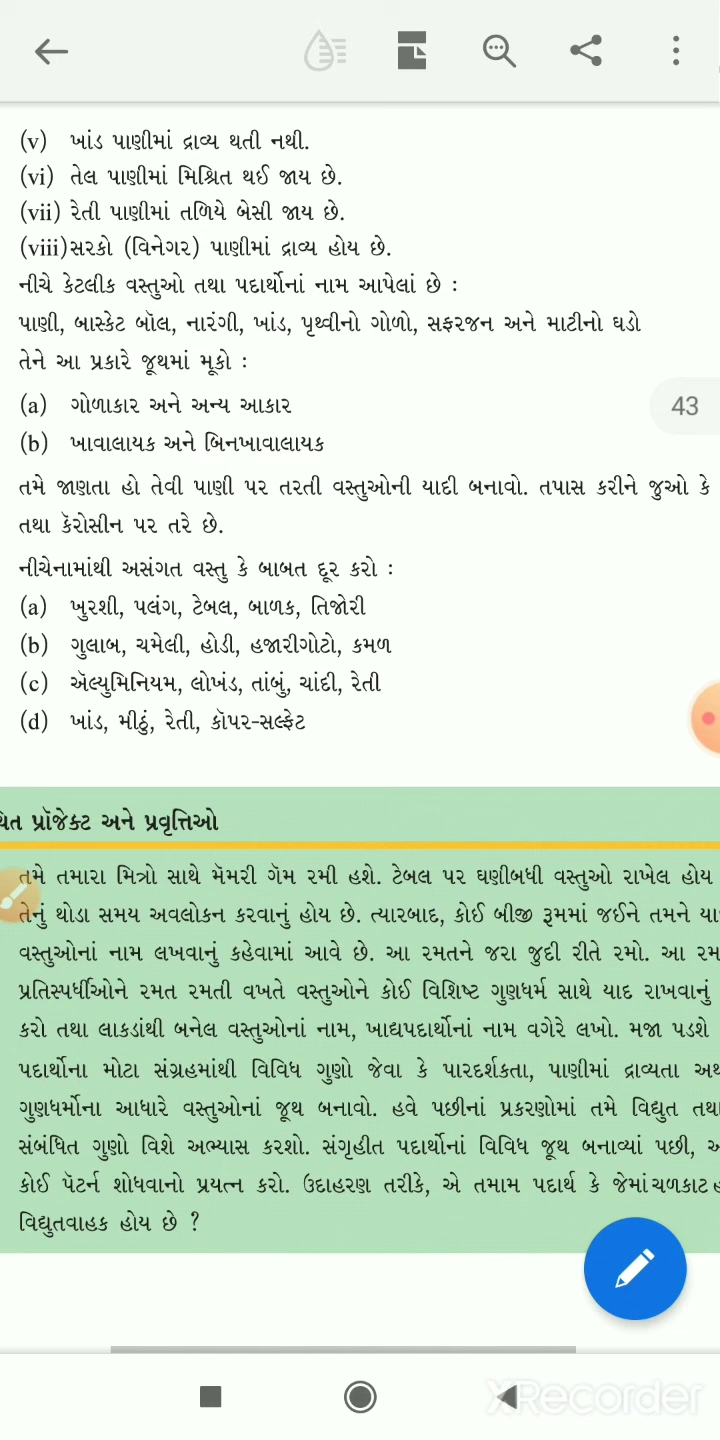 (v) ખાંડ પાણીમાં દ્રાવ્ય થતી નથી.
(vi) તેલ પાણીમાં મિશ્રિત થઈ જાય છે.
(vii) રેતી પાણીમાં તળિયે બેસી જાય છે.
(viii) સરકો (વિનેગર) પાણીમાં દ્રાવ્ય હોય છે.
નીચે કેટલીક વસ્તુઓ તથા પદાર્થોનાં નામ આપેલાં છે :
પાણી, બાસ્કેટ બૉલ, નારંગી, ખાંડ, પૃથ્વીનો ગોળો, સફરજન અને માટીનો ઘડો
તેને આ પ્રકારે જૂથમાં મૂકો :
(a) ગોળાકાર અને અન્ય આકાર
43
(b) ખાવાલાયક અને બિનખાવાલાયક
તમે જાણતા હો તેવી પાણી પર તરતી વસ્તુઓની યાદી બનાવો. તપાસ કરીને જુઓ કે
તથા કૅરોસીન પર તરે છે.
નીચેનામાંથી અસંગત વસ્તુ કે બાબત દૂર કરો :
(a) ખુરશી, પલંગ, ટેબલ, બાળક, તિજોરી
(b) ગુલાબ, ચમેલી, હોડી, હજારીગોટો, કમળ
(c) ઍલ્યુમિનિયમ, લોખંડ, તાંબું, ચાંદી, રેતી
(d) ખાંડ, મીઠું, રેતી, કૉપર-સલ્ફેટ
પ્રૉજેક્ટ અને પ્રવૃત્તિઓ
તમે તમારા મિત્રો સાથે મૅમરી ગૅમ રમી હશે. ટેબલ પર ઘણીબધી વસ્તુઓ રાખેલ હોય
તેનું થોડા સમય અવલોકન કરવાનું હોય છે. ત્યારબાદ, કોઈ બીજી રૂમમાં જઈને તમને
વસ્તુઓનાં નામ લખવાનું કહેવામાં આવે છે. આ રમતને જરા જુદી રીતે રમો. આ
પ્રતિસ્પર્ધીઓને રમત રમતી વખતે વસ્તુઓને કોઈ વિશિષ્ટ ગુણધર્મ સાથે યાદ રાખવાનું
કરો તથા લાકડાંથી બનેલ વસ્તુઓનાં નામ, ખાદ્યપદાર્થોનાં નામ વગેરે લખો. મજા પડશે
પદાર્થોના મોટા સંગ્રહમાંથી વિવિધ ગુણો જેવા કે પારદર્શકતા, પાણીમાં દ્રાવ્યતા
ગુણધર્મોના આધારે વસ્તુઓનાં જૂથ બનાવો. હવે પછીનાં પ્રકરણોમાં તમે વિદ્યુત તથા
સંબંધિત ગુણો વિશે અભ્યાસ કરશો. સંગૃહીત પદાર્થોનાં વિવિધ જૂથ બનાવ્યાં પછી,
કોઈ પૅટર્ન શોધવાનો પ્રયત્ન કરો. ઉદાહરણ તરીકે, એ તમામ પદાર્થ કે જેમાં ચળકાટ
વિદ્યુતવાહક હોય છે ?
XRecorder